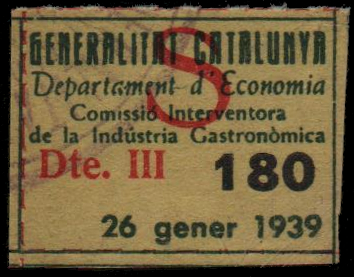 GENERALITAT CATALUNYA
S
Departament d'Economia
Comissió Interventora
de la Indústria Gastronòmica
Dte. III 180
26 gener 1939